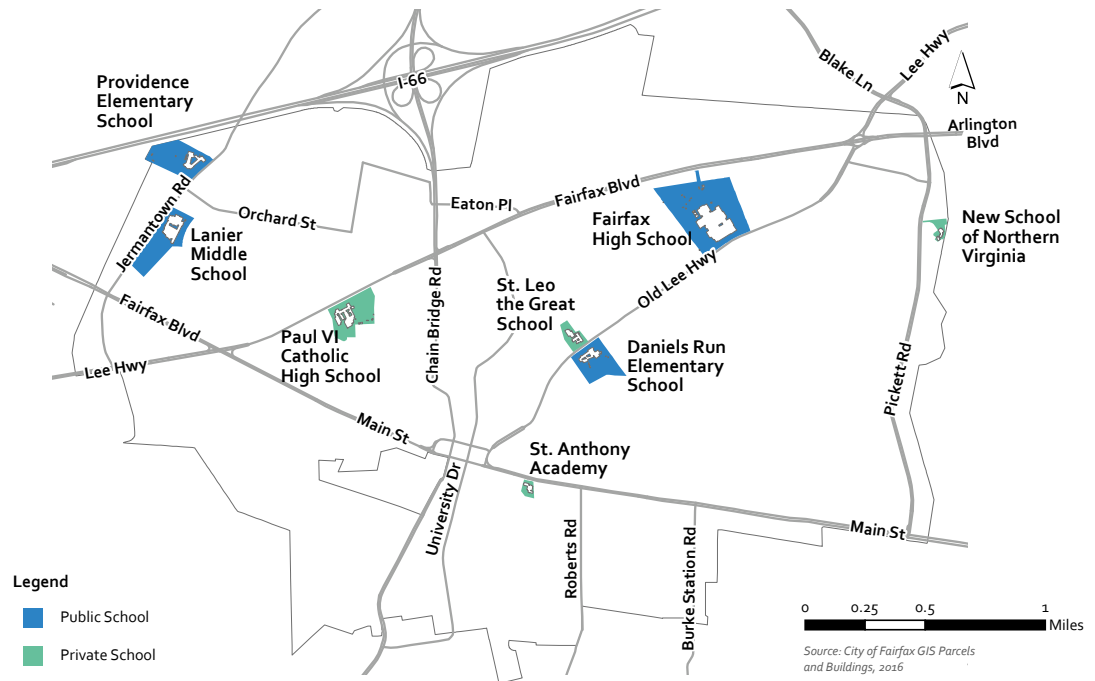 Providence
Elementary
School
I-66
Blake Ln
Lee Hwy
N
Arlington
Blvd
Jermantown Rd
Orchard St
Eaton Pl
Fairfax Blvd
Fairfax
High School
New School
of Northern
Virginia
Lanier
Middle
School
Fairfax Blvd
Lee Hwy
Paul VI
Catholic
High School
Chain Bridge Rd
St. Leo
the Great
School
Old Lee Hwy
Daniels Run
Elementary
School
Pickett Rd
Main St
St. Anthony
Academy
University Dr
Roberts Rd
Burke Station Rd
Main St
Legend
Public School
Private School
0 0.25 0.5 1
Miles
Source: City of Fairfax GIS Parcels
and Buildings, 2016